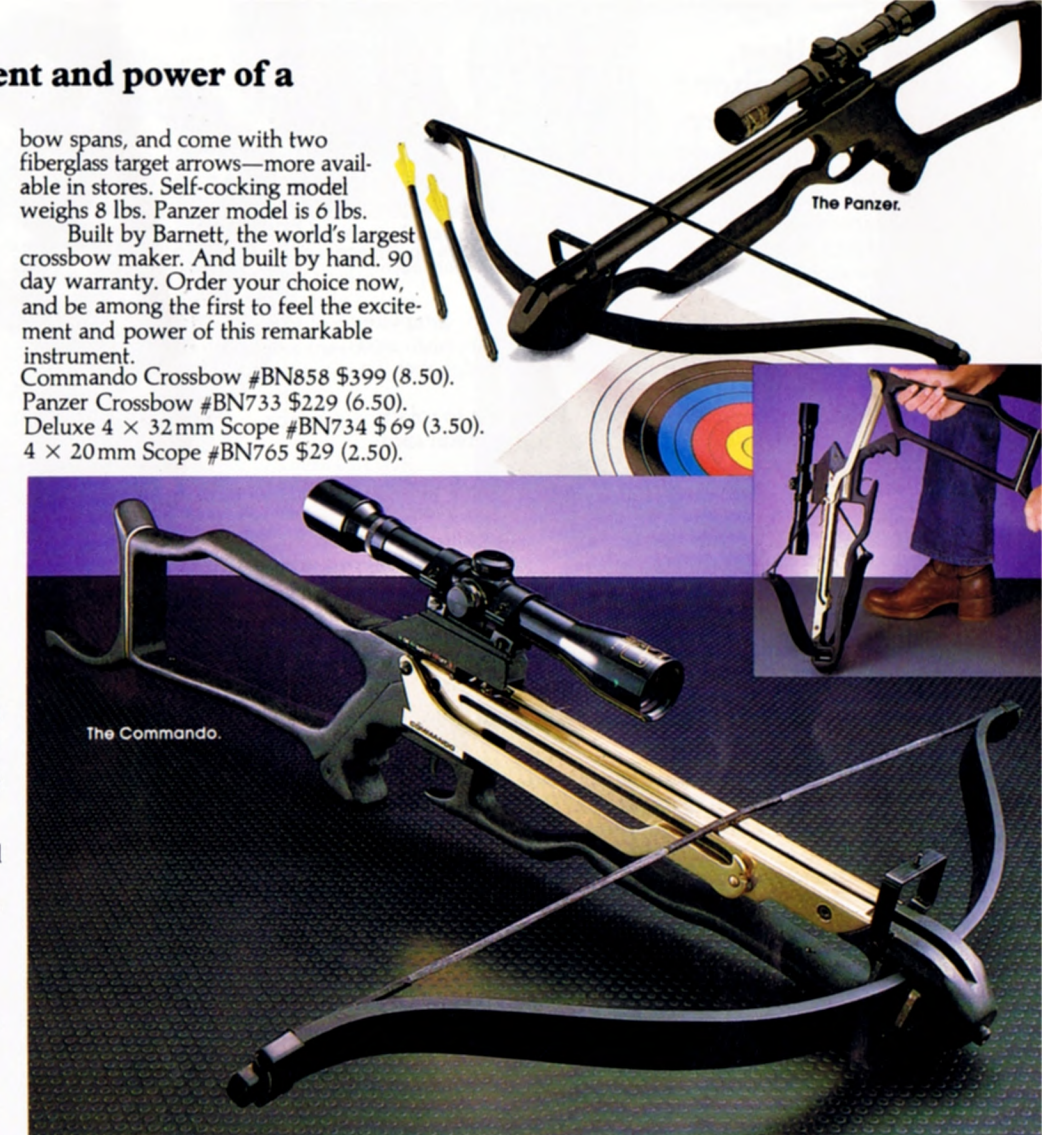 ent and power of a
bow spans, and come with two
fiberglass target arrows—more avail-
able in stores. Self-cocking model
weighs 8 lbs. Panzer model is 6 lbs.
Built by Barnett, the world's largest
crossbow maker. And built by hand. 90
day warranty. Order your choice now,
and be among the first to feel the excite-
ment and power of this remarkable
instrument.
Commando Crossbow #BN858 $399 (8.50).
Panzer Crossbow #BN733 $229 (6.50).
Deluxe 4 × 32mm Scope #BN734 $69 (3.50).
4 × 20mm Scope #BN765 $29 (2.50).
The Panzer.
The Commando.
COMMANDO